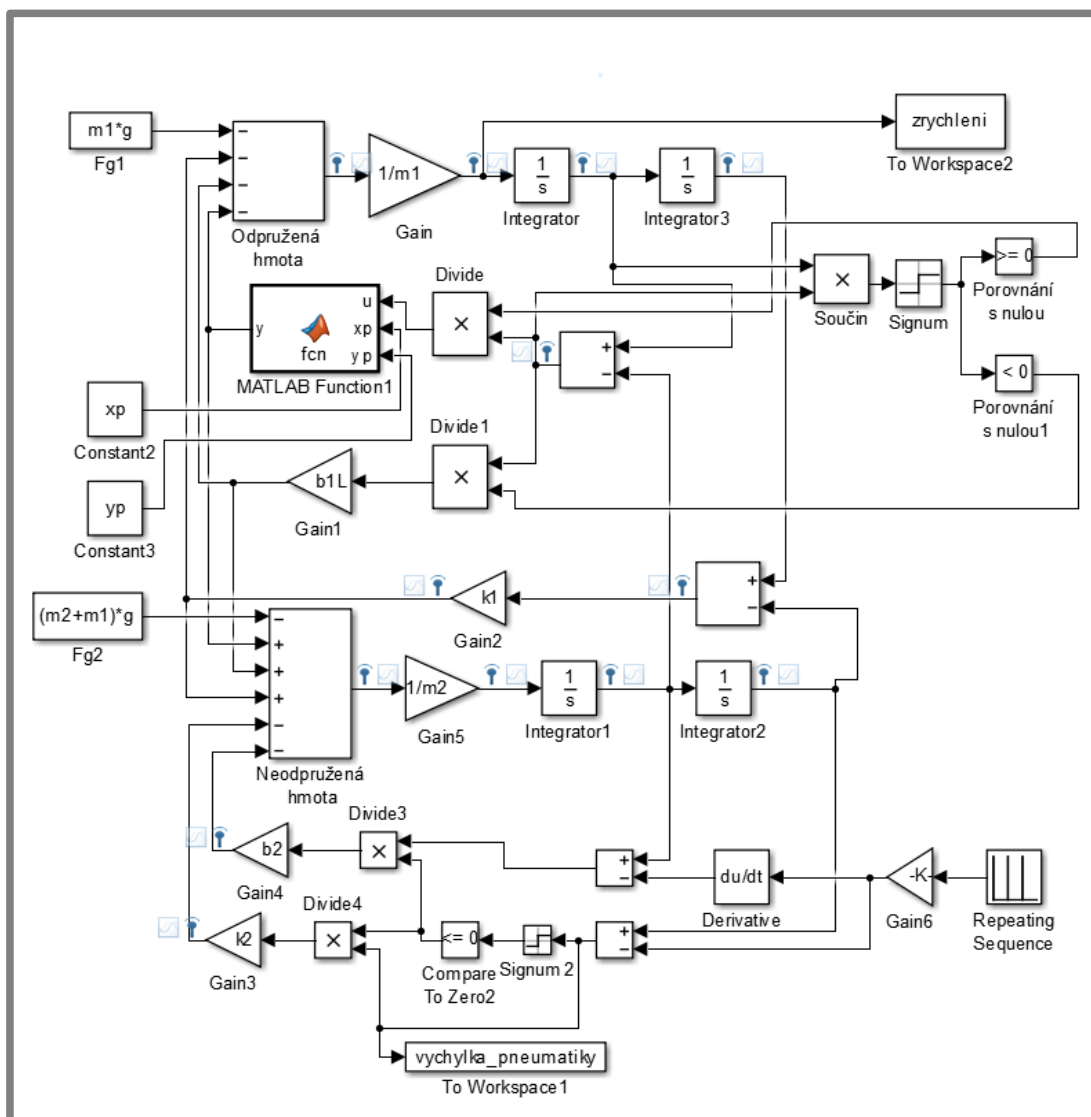 m1*g
Fg1
−
−
−
−
Odpružená
hmota
1/m1
Gain
1
s
Integrator
1
s
Integrator3
zrychleni
To Workspace2
×
Součin
Signum
>= 0
Porovnání
s nulou
< 0
Porovnání
s nulou1
y
fcn
u
xp
yp
MATLAB Function1
Divide
×
+
−
xp
Constant2
yp
Constant3
b1L
Gain1
Divide1
×
k1
Gain2
+
−
(m2+m1)*g
Fg2
−
+
+
+
−
−
Neodpružená
hmota
1/m2
Gain5
1
s
Integrator1
1
s
Integrator2
b2
Gain4
Divide3
×
+
−
du/dt
Derivative
-K-
Gain6
Repeating
Sequence
k2
Gain3
Divide4
×
<= 0
Compare
To Zero2
Signum 2
+
−
vychylka_pneumatiky
To Workspace1